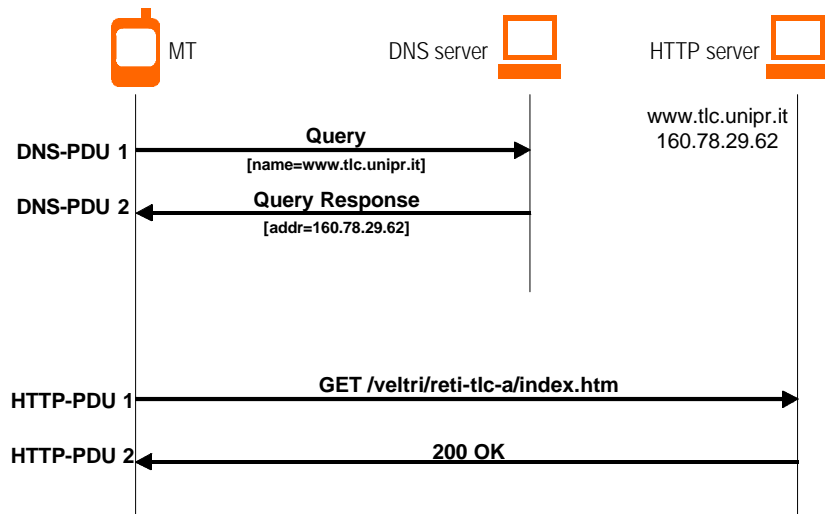 MT
DNS server
HTTP server
www.tlc.unipr.it
160.78.29.62
DNS-PDU 1
Query
[name=www.tlc.unipr.it]
DNS-PDU 2
Query Response
[addr=160.78.29.62]
HTTP-PDU 1
GET /veltri/reti-tlc-a/index.htm
HTTP-PDU 2
200 OK